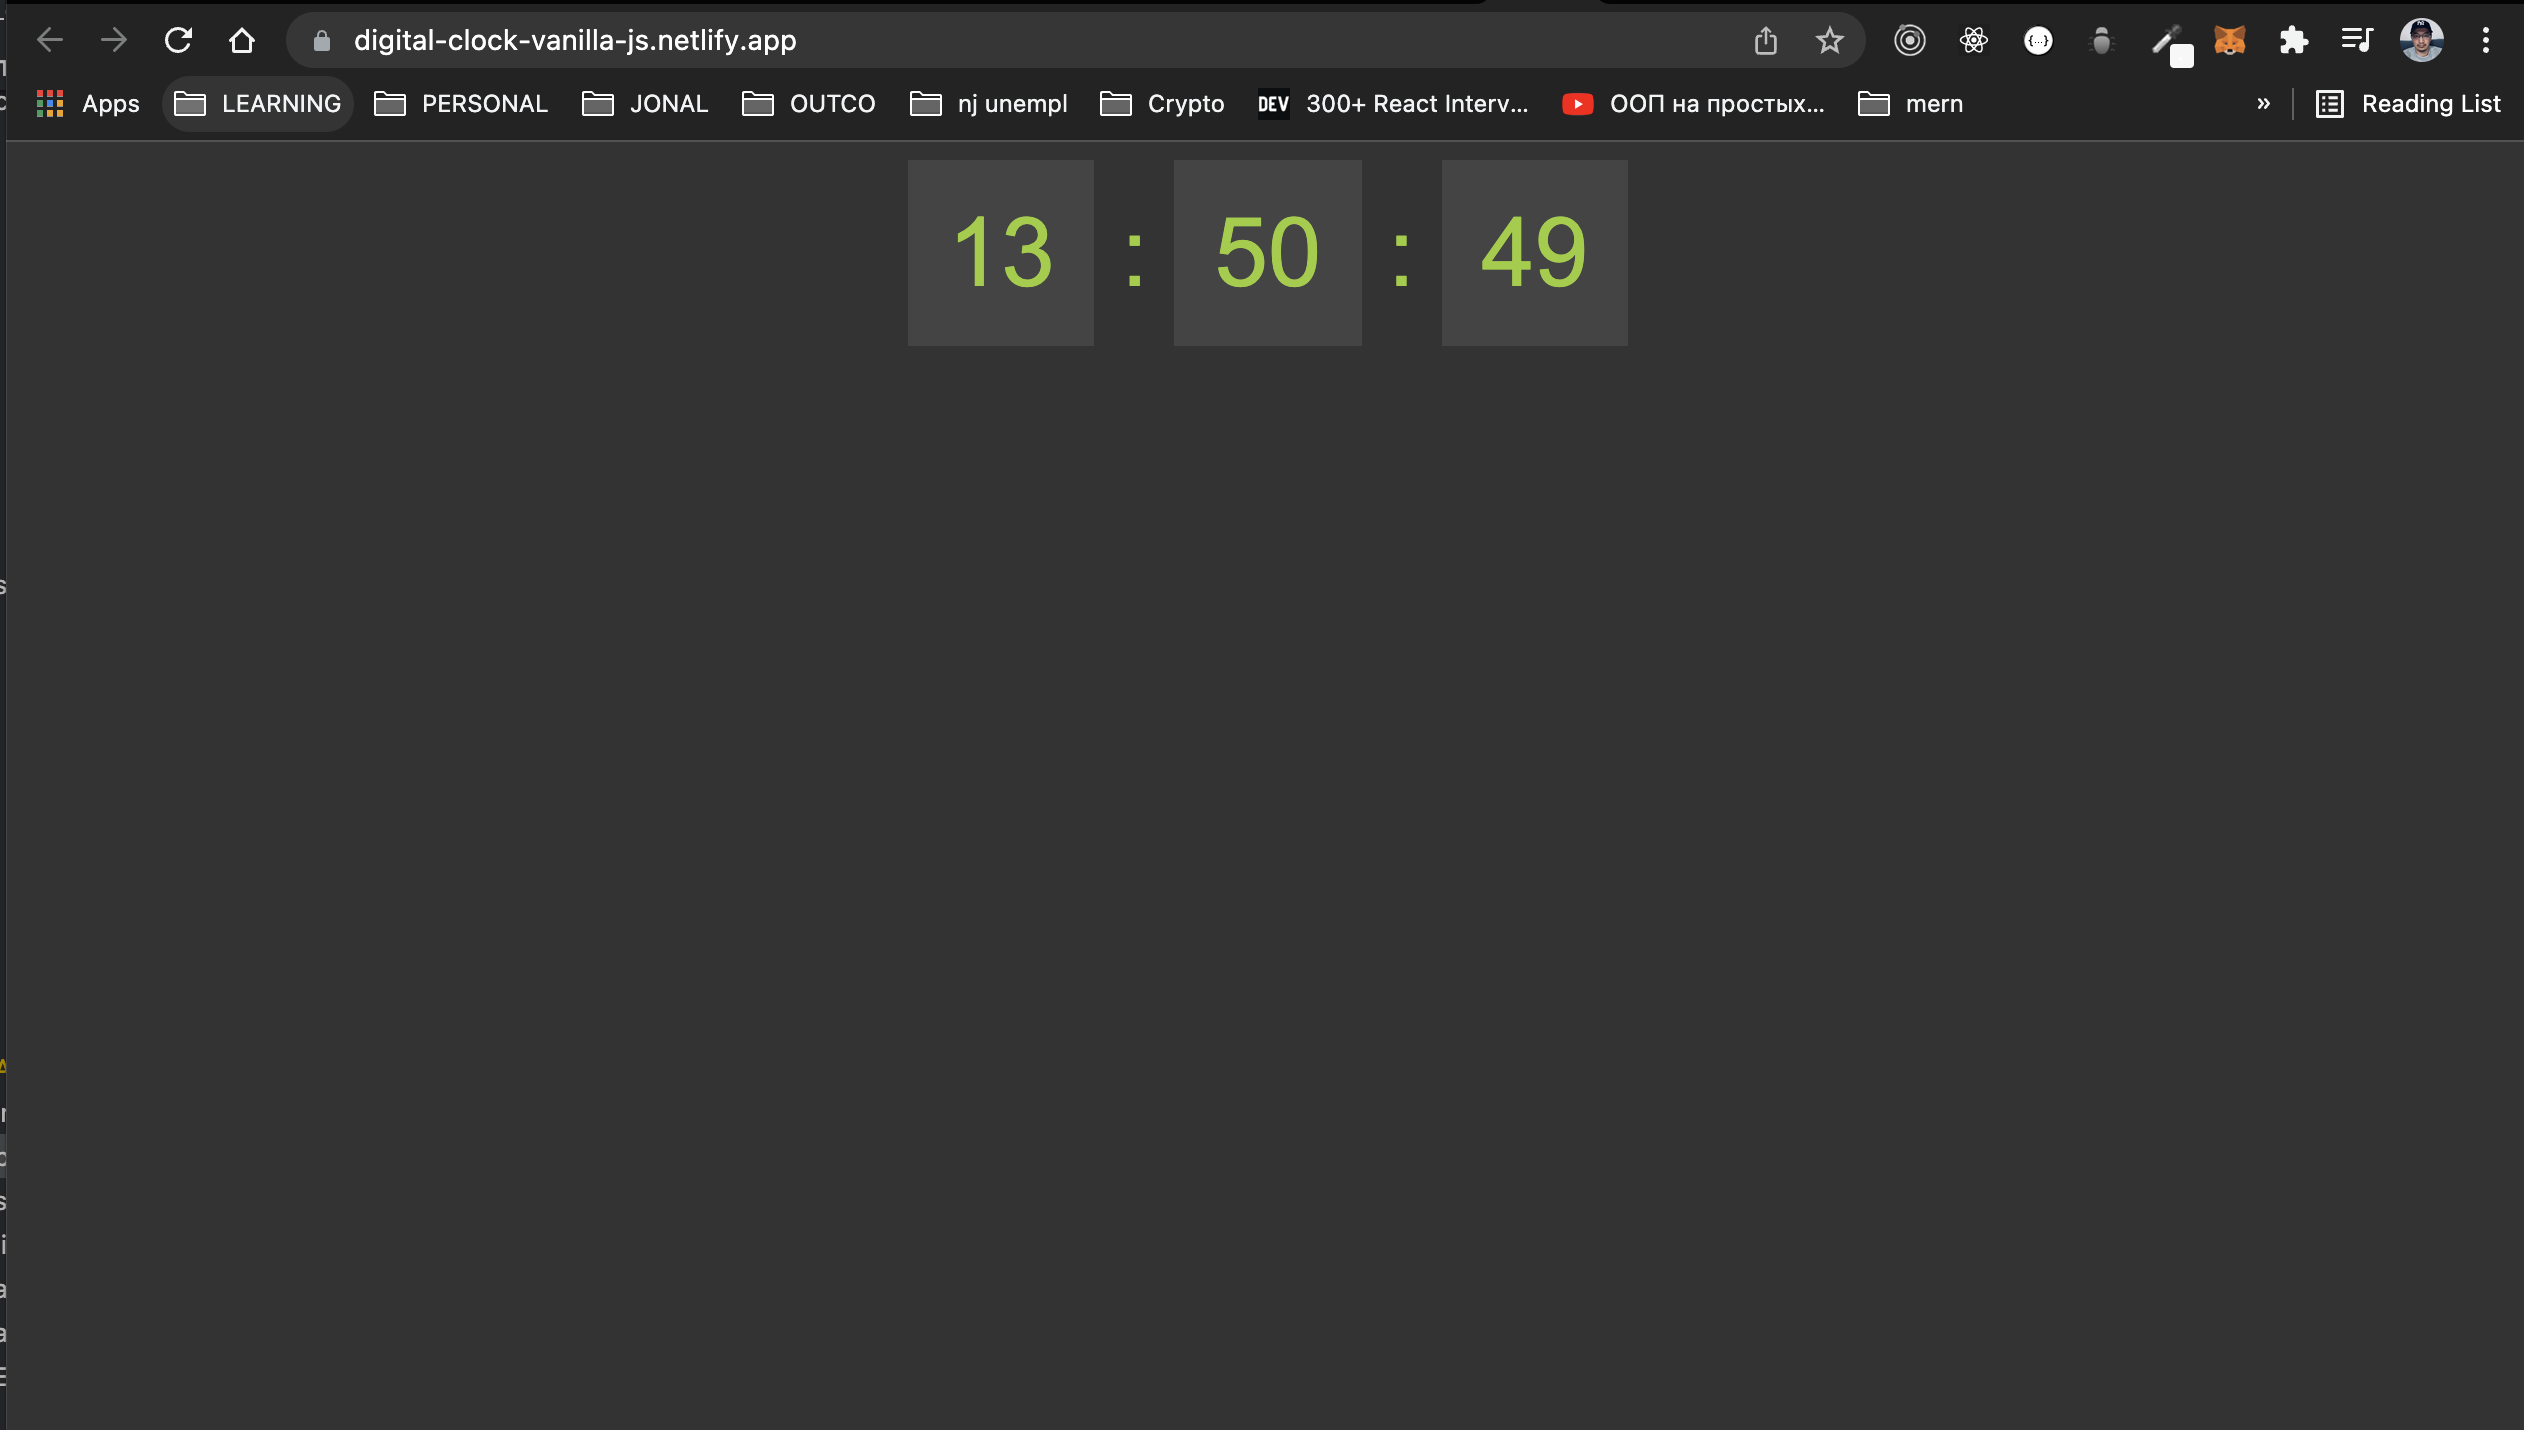 digital-clock-vanilla-js.netlify.app
Apps LEARNING PERSONAL JONAL OUTCO nj unempl Crypto DEV 300+ React Interv... ООП на простых... mern » Reading List
13 : 50 : 49